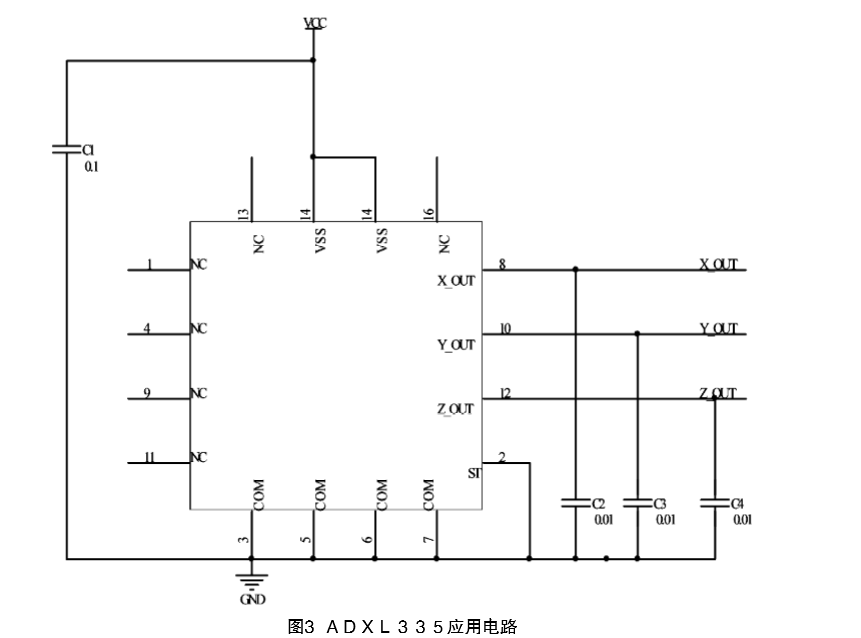 VCC
C1
0.1
13
14
14
16
NC
VSS
VSS
NC
1
NC
8
X_OUT
X_OUT
4
NC
10
Y_OUT
Y_OUT
9
NC
12
Z_OUT
Z_OUT
11
NC
2
ST
COM
COM
COM
COM
C2
0.01
C3
0.01
C4
0.01
3
5
6
7
GND
图3 ＡＤＸＬ３３５应用电路